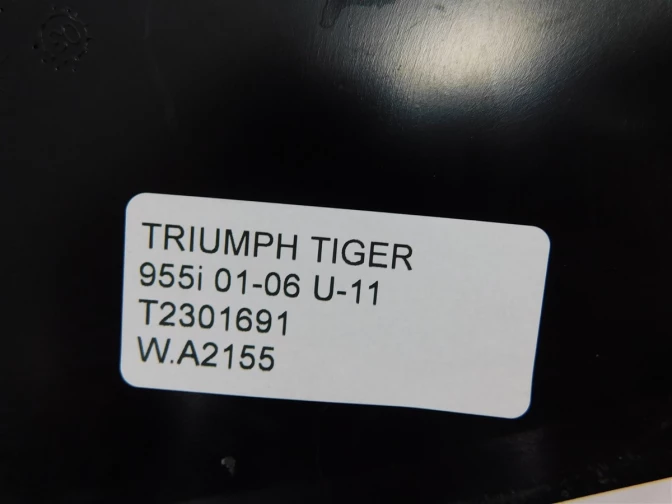 TRIUMPH TIGER
955i 01-06 U-11
T2301691
W.A2155